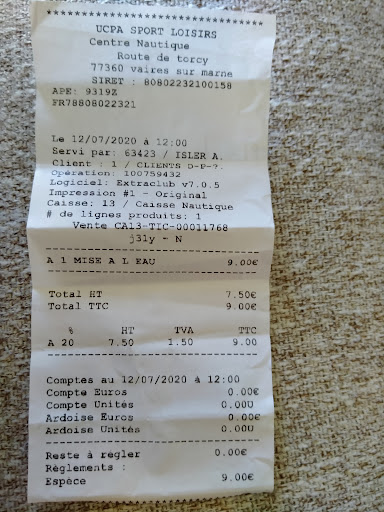 ********************************
UCPA SPORT LOISIRS
Centre Nautique
Route de torcy
77360 vaires sur marne
SIRET : 80802232100158
APE: 9319Z
FR78808022321
Le 12/07/2020 à 12:00
Servi par: 63423 / ISLER A.
Client : 1 / CLIENTS D-P-?.
Opération: 100759432
Logiciel: Extraclub v7.0.5
Impression #1 - Original
Caisse: 13 / Caisse Nautique
# de lignes produits: 1
Vente CA13-TIC-00011768
j31y - N
--------------------------------
A 1 MISE A L EAU 9.00€
--------------------------------
Total HT 7.50€
Total TTC 9.00€
% HT TVA TTC
A 20 7.50 1.50 9.00
--------------------------------
Comptes au 12/07/2020 à 12:00
Compte Euros 0.00€
Compte Unités 0.00U
Ardoise Euros 0.00€
Ardoise Unités 0.00U
--------------------------------
Reste à régler 0.00€
Règlements :
Espèce 9.00€
--------------------------------